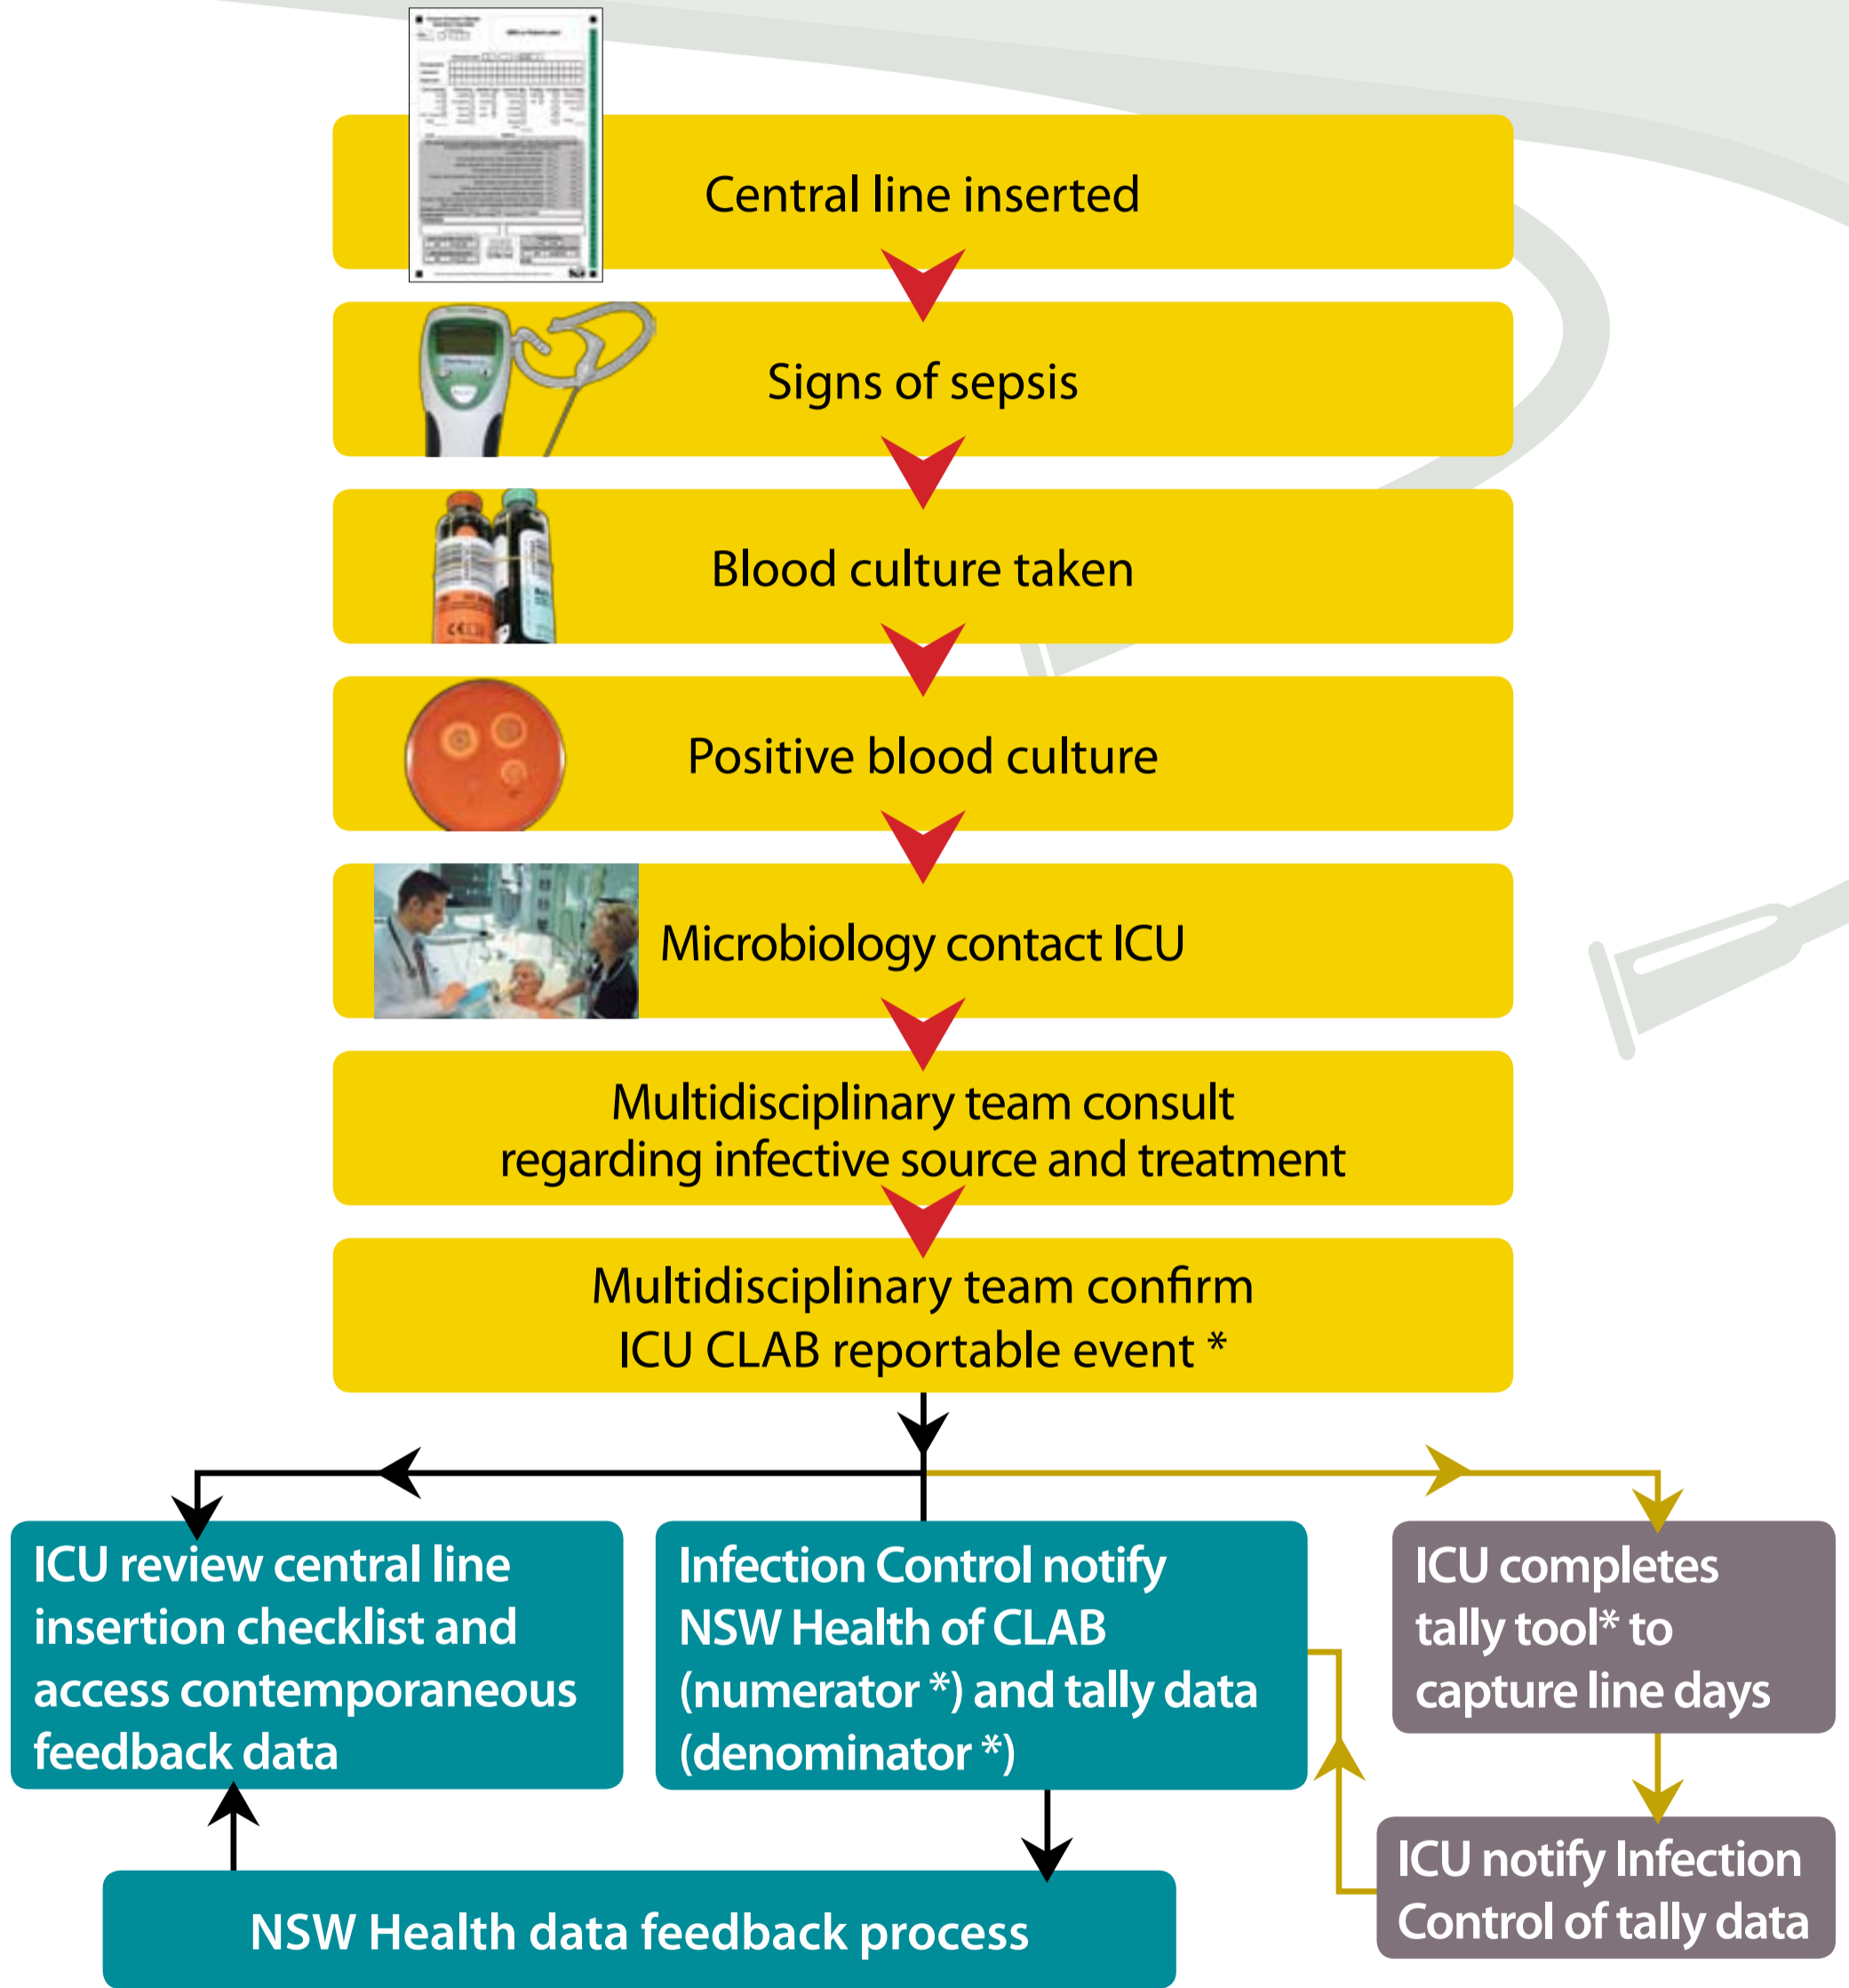 Central line inserted
Signs of sepsis
Blood culture taken
Positive blood culture
Microbiology contact ICU
Multidisciplinary team consult
regarding infective source and treatment
Multidisciplinary team confirm
ICU CLAB reportable event *
ICU review central line
insertion checklist and
access contemporaneous
feedback data
Infection Control notify
NSW Health of CLAB
(numerator *) and tally data
(denominator *)
ICU completes
tally tool* to
capture line days
ICU notify Infection
Control of tally data
NSW Health data feedback process